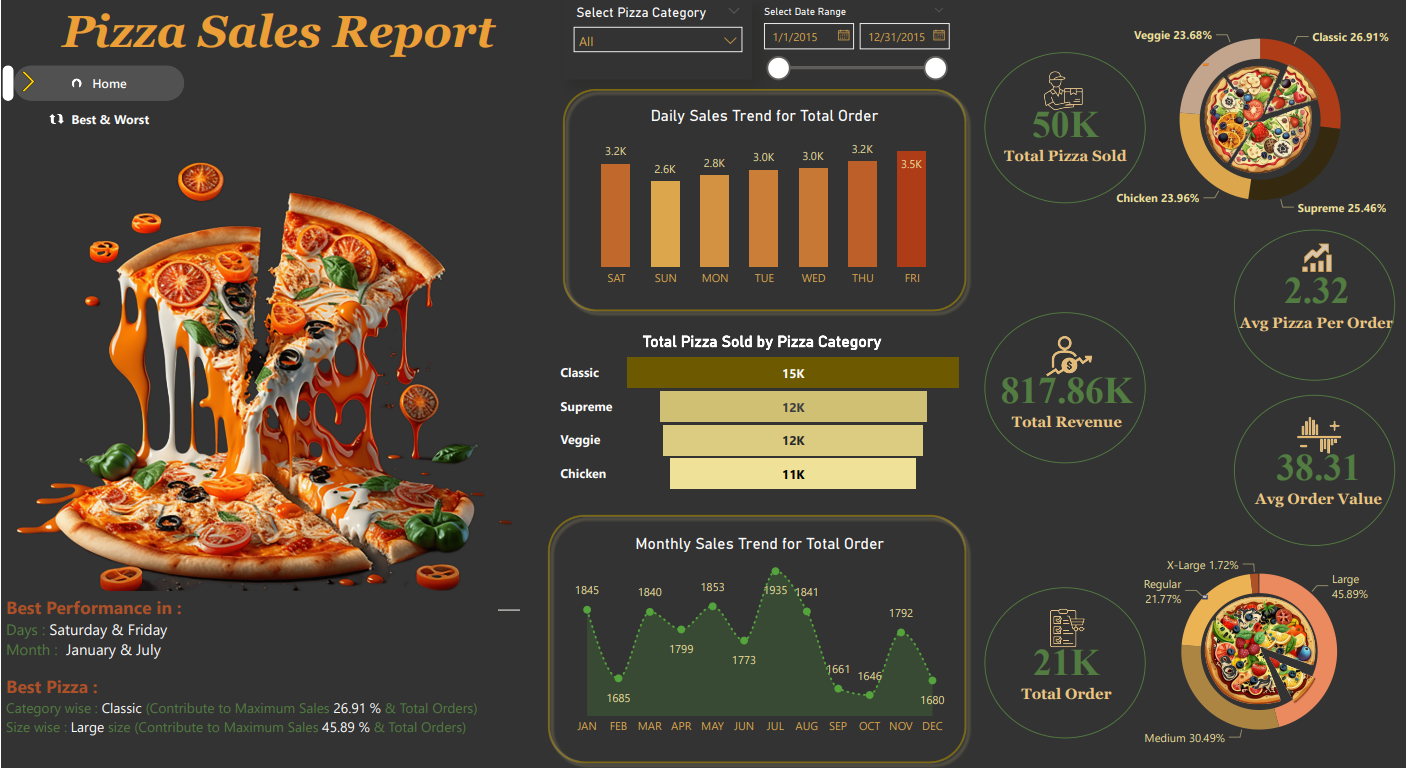 Pizza Sales Report
Home
Best & Worst
Best Performance in :
Days : Saturday & Friday
Month : January & July
Best Pizza :
Category wise : Classic (Contribute to Maximum Sales 26.91 % & Total Orders)
Size wise : Large size (Contribute to Maximum Sales 45.89 % & Total Orders)
Select Pizza Category
All
Select Date Range
1/1/2015
12/31/2015
Daily Sales Trend for Total Order
3.2K
2.6K
2.8K
3.0K
3.0K
3.2K
3.5K
SAT
SUN
MON
TUE
WED
THU
FRI
Total Pizza Sold by Pizza Category
Classic 15K
Supreme 12K
Veggie 12K
Chicken 11K
Monthly Sales Trend for Total Order
1845
1685
1840
1799
1853
1773
1935
1841
1661
1646
1792
1680
JAN
FEB
MAR
APR
MAY
JUN
JUL
AUG
SEP
OCT
NOV
DEC
50K
Total Pizza Sold
Veggie 23.68%
Classic 26.91%
Chicken 23.96%
Supreme 25.46%
2.32
Avg Pizza Per Order
817.86K
Total Revenue
38.31
Avg Order Value
21K
Total Order
X-Large 1.72%
Regular
21.77%
Large
45.89%
Medium 30.49%